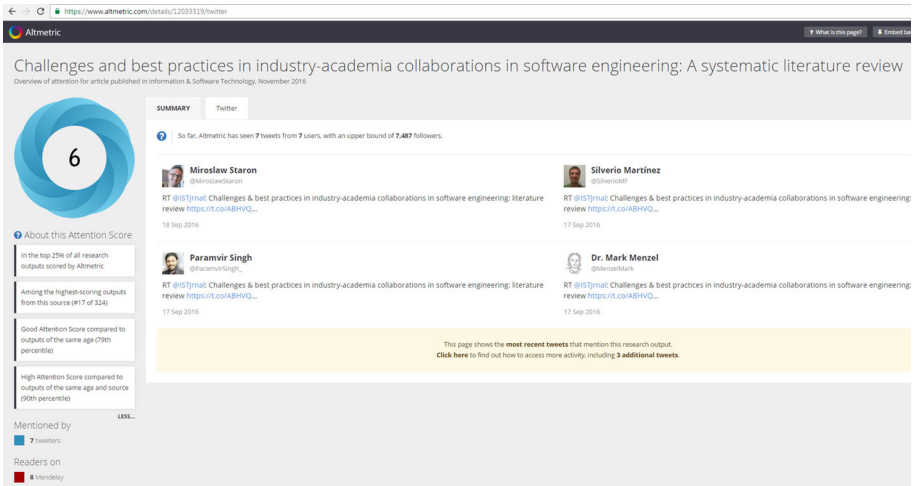 https://www.altmetric.com/details/12033319/twitter
Altmetric
? What is this page?
Embed bad
Challenges and best practices in industry-academia collaborations in software engineering: A systematic literature review
Overview of attention for article published in Information & Software Technology, November 2016
6
SUMMARY
Twitter
? So far, Altmetric has seen 7 tweets from 7 users, with an upper bound of 7,487 followers.
Miroslaw Staron
@MiroslawStaron
RT @ISTJrnal: Challenges & best practices in industry-academia collaborations in software engineering: literature
review https://t.co/ABHVQ...
18 Sep 2016
Silverio Martínez
@SilverioMF
RT @ISTJrnal: Challenges & best practices in industry-academia collaborations in software engineering:
review https://t.co/ABHVQ...
17 Sep 2016
Paramvir Singh
@ParamvirSingh_
RT @ISTJrnal: Challenges & best practices in industry-academia collaborations in software engineering: literature
review https://t.co/ABHVQ...
17 Sep 2016
Dr. Mark Menzel
@MenzelMark
RT @ISTJrnal: Challenges & best practices in industry-academia collaborations in software engineering:
review https://t.co/ABHVQ...
17 Sep 2016
This page shows the most recent tweets that mention this research output.
Click here to find out how to access more activity, including 3 additional tweets.
? About this Attention Score
In the top 25% of all research
outputs scored by Altmetric
Among the highest-scoring outputs
from this source (#17 of 324)
Good Attention Score compared to
outputs of the same age (79th
percentile)
High Attention Score compared to
outputs of the same age and source
(90th percentile)
LESS...
Mentioned by
7 tweeters
Readers on
8 Mendeley